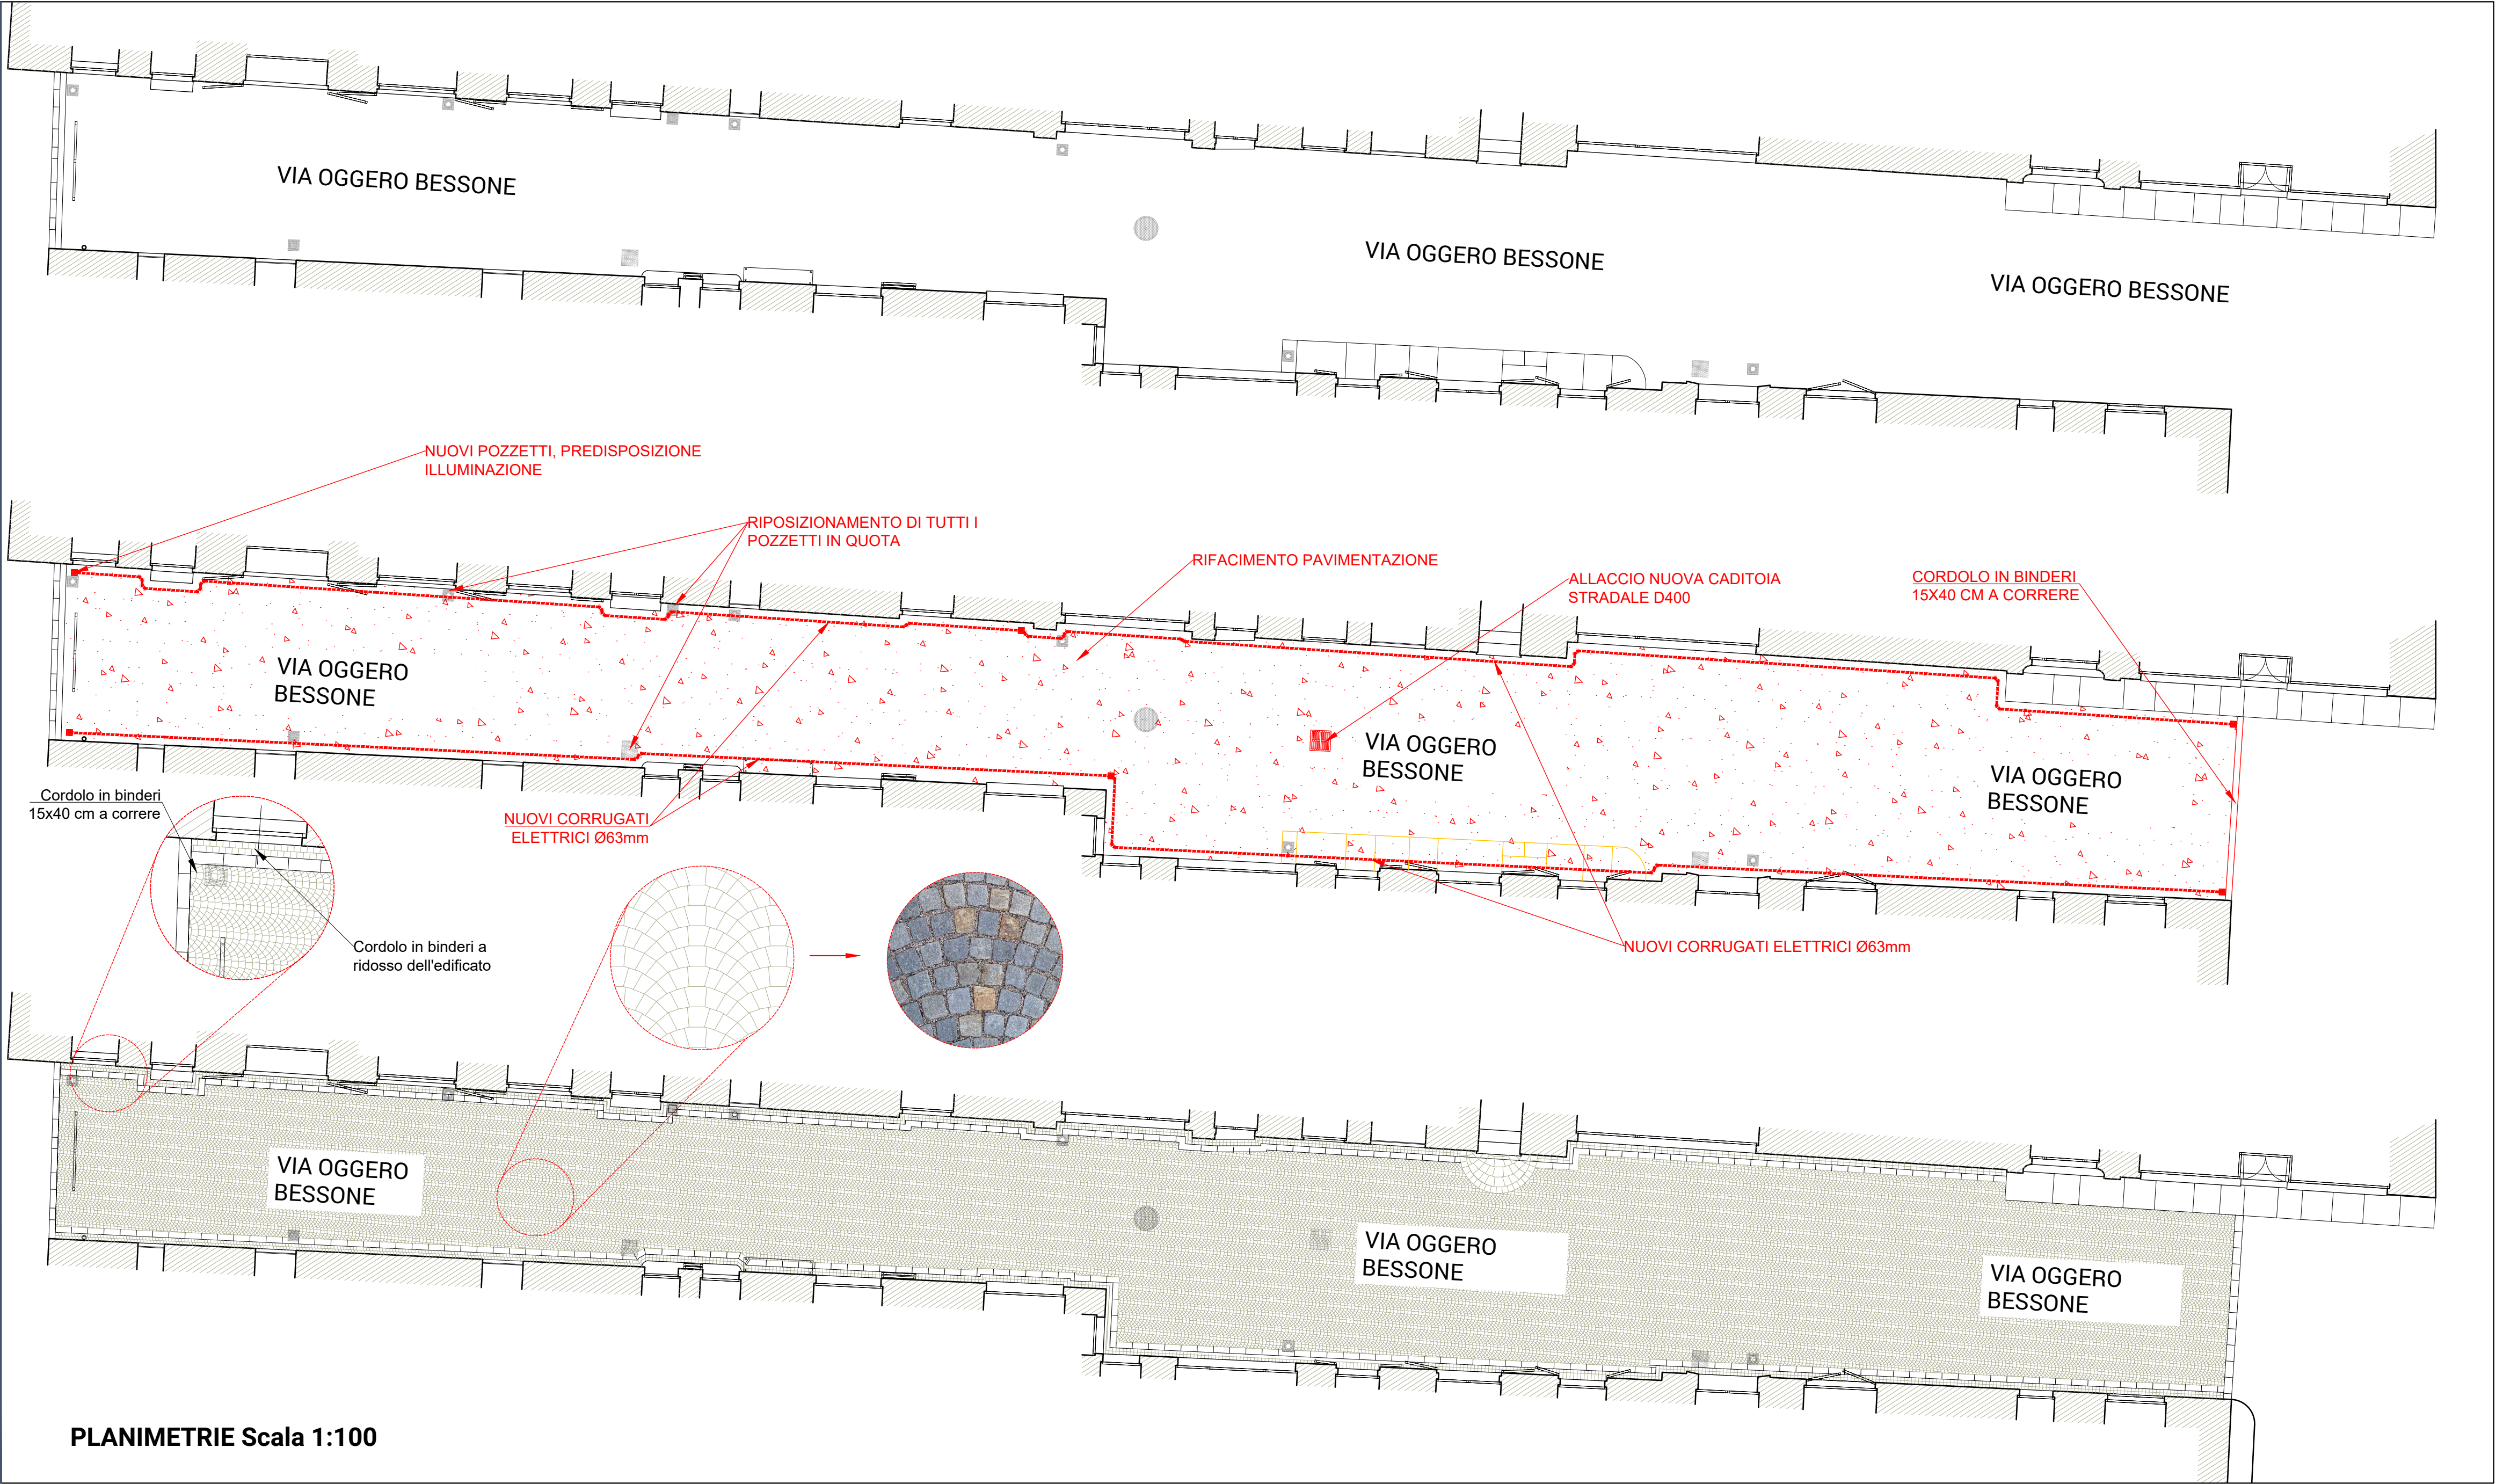 VIA OGGERO BESSONE
VIA OGGERO BESSONE
VIA OGGERO BESSONE
NUOVI POZZETTI, PREDISPOSIZIONE
ILLUMINAZIONE
RIPOSIZIONAMENTO DI TUTTI I
POZZETTI IN QUOTA
RIFACIMENTO PAVIMENTAZIONE
ALLACCIO NUOVA CADITOIA
STRADALE D400
CORDOLO IN BINDERI
15X40 CM A CORRERE
VIA OGGERO
BESSONE
VIA OGGERO
BESSONE
VIA OGGERO
BESSONE
Cordolo in binderi
15x40 cm a correre
NUOVI CORRUGATI
ELETTRICI Ø63mm
Cordolo in binderi a
ridosso dell'edificato
NUOVI CORRUGATI ELETTRICI Ø63mm
VIA OGGERO
BESSONE
VIA OGGERO
BESSONE
VIA OGGERO
BESSONE
PLANIMETRIE Scala 1:100